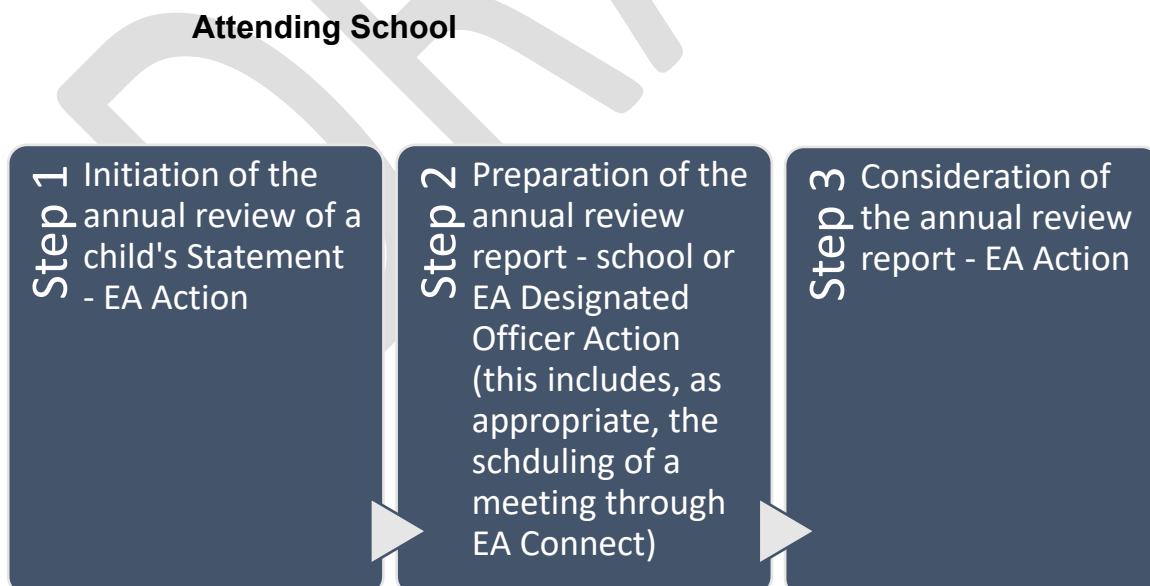 Attending School
Step 1
Initiation of the
annual review of a
child's Statement
- EA Action
Step 2
Preparation of the
annual review
report - school or
EA Designated
Officer Action
(this includes, as
appropriate, the
schduling of a
meeting through
EA Connect)
Step 3
Consideration of
the annual review
report - EA Action